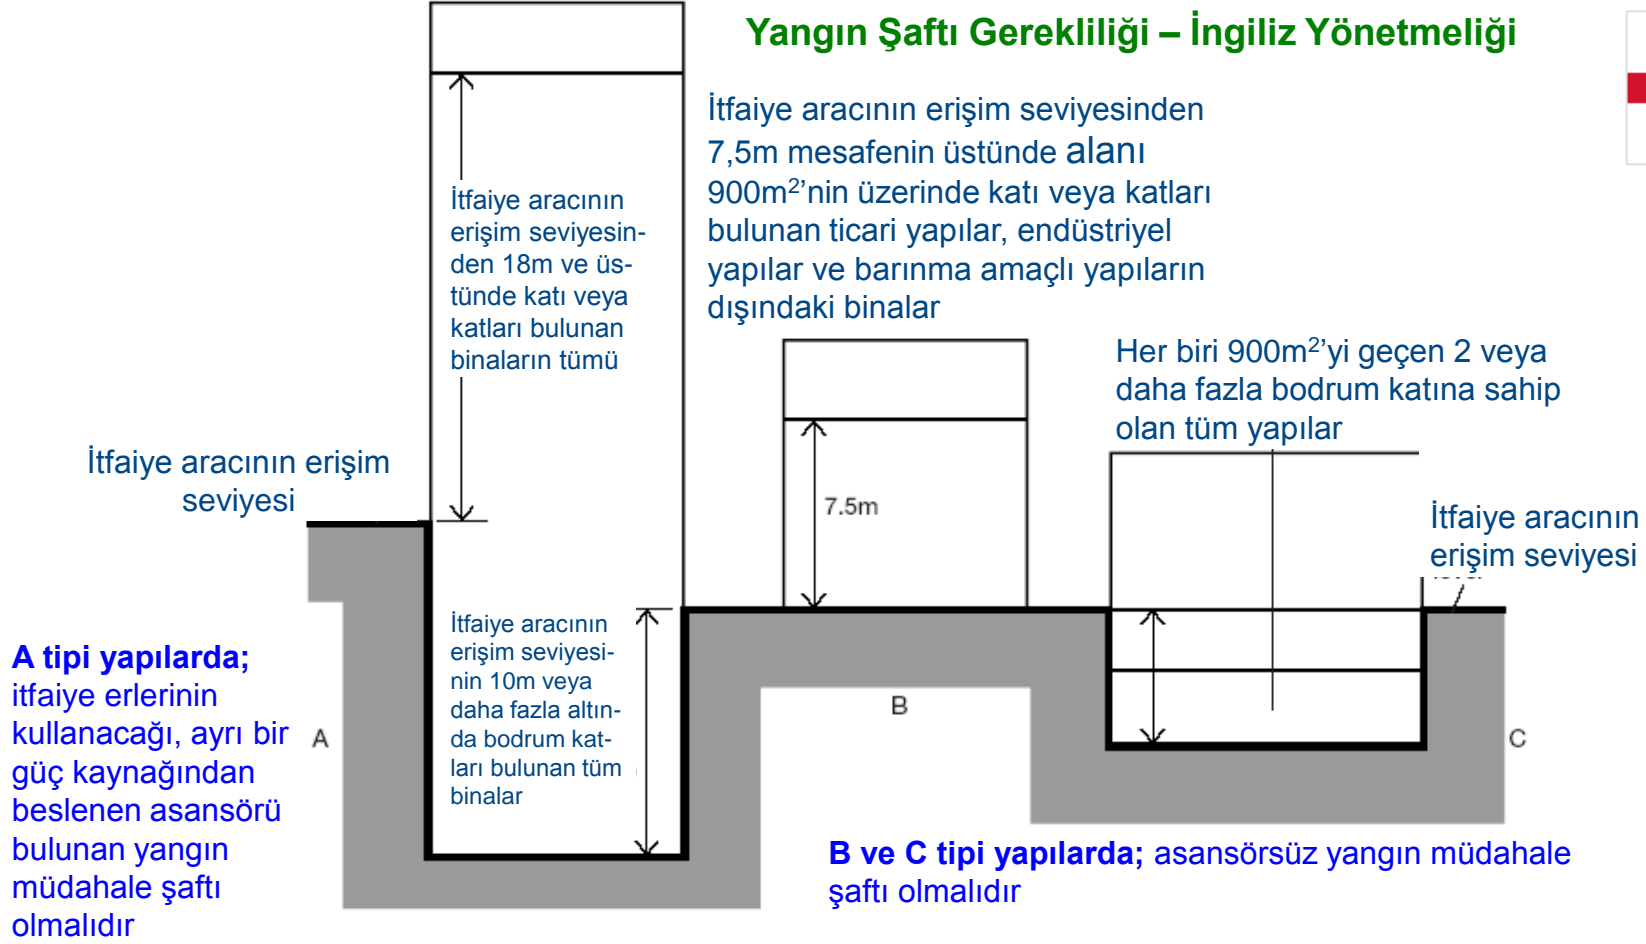 Yangın Şaftı Gerekliliği – İngiliz Yönetmeliği
İtfaiye aracının erişim seviyesinden
7,5m mesafenin üstünde alanı
900m²’nin üzerinde katı veya katları
bulunan ticari yapılar, endüstriyel
yapılar ve barınma amaçlı yapıların
dışındaki binalar
İtfaiye aracının
erişim seviyesin-
den 18m ve üs-
tünde katı veya
katları bulunan
binaların tümü
Her biri 900m²’yi geçen 2 veya
daha fazla bodrum katına sahip
olan tüm yapılar
İtfaiye aracının erişim
seviyesi
7.5m
İtfaiye aracının
erişim seviyesi
İtfaiye aracının
erişim seviyesi-
nin 10m veya
daha fazla altın-
da bodrum kat-
ları bulunan tüm
binalar
A tipi yapılarda;
itfaiye erlerinin
kullanacağı, ayrı bir
güç kaynağından
beslenen asansörü
bulunan yangın
müdahale şaftı
olmalıdır
A
B
C
B ve C tipi yapılarda; asansörsüz yangın müdahale
şaftı olmalıdır